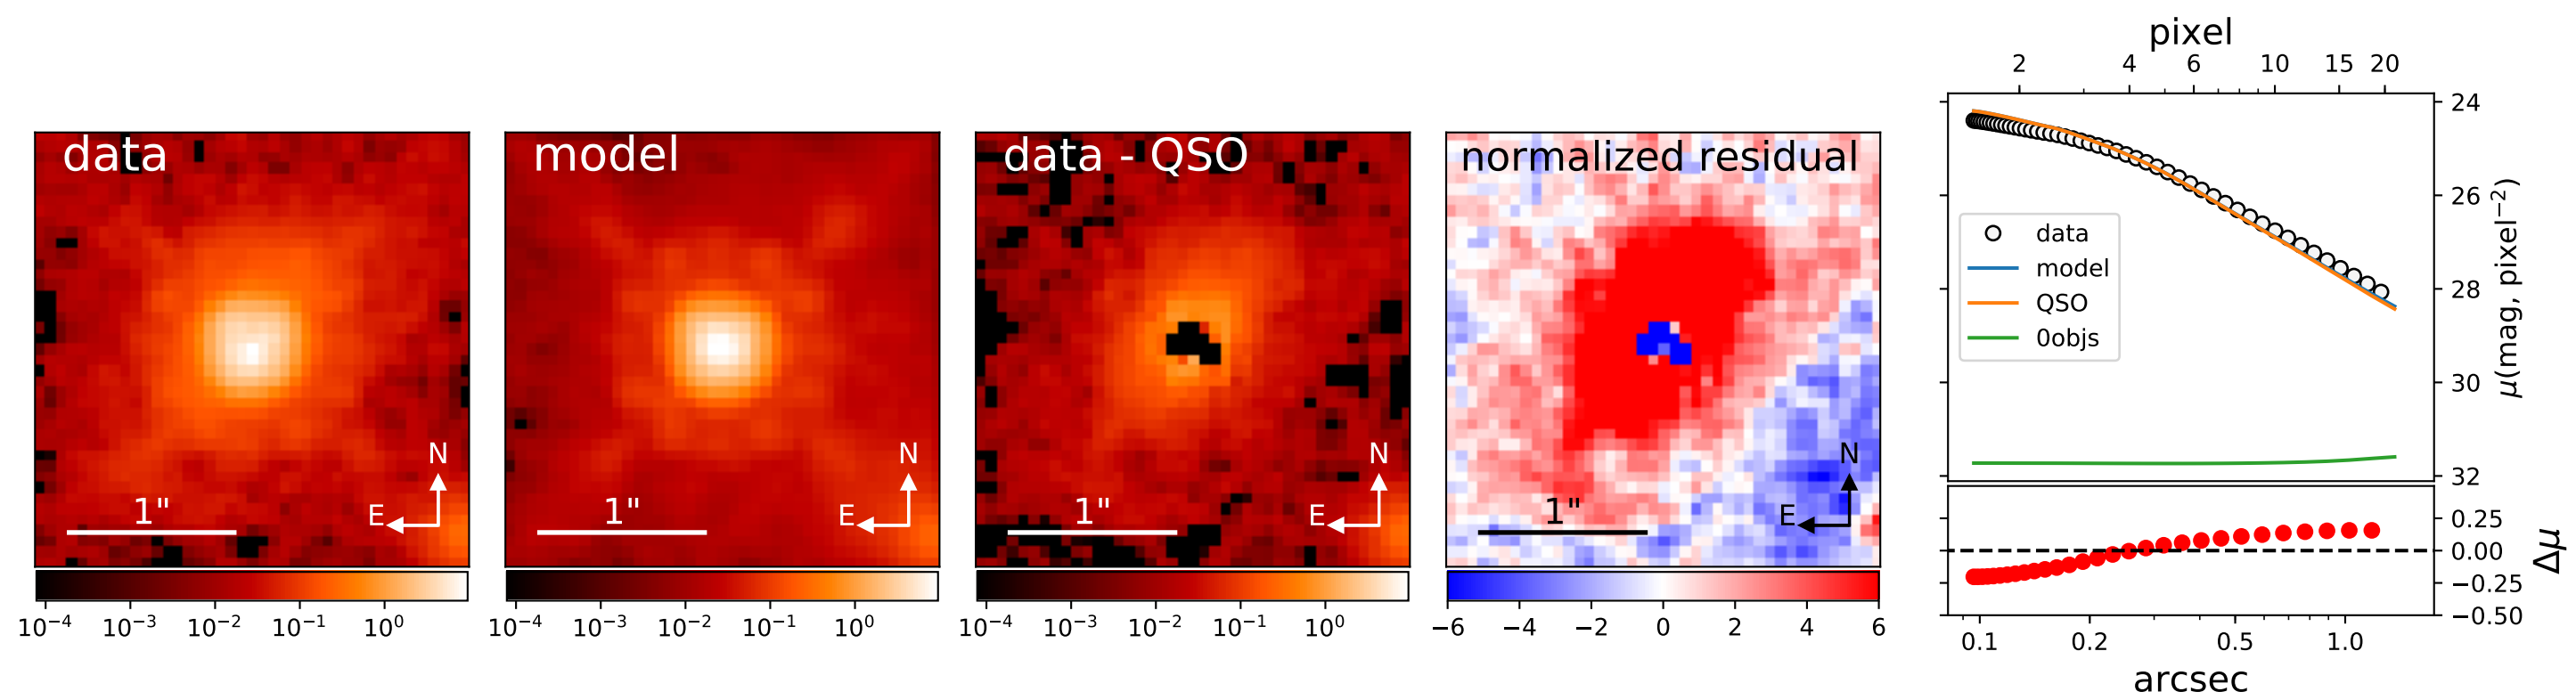 data
N
E
1"
10⁻⁴ 10⁻³ 10⁻² 10⁻¹ 10⁰
model
N
E
1"
10⁻⁴ 10⁻³ 10⁻² 10⁻¹ 10⁰
data - QSO
N
E
1"
10⁻⁴ 10⁻³ 10⁻² 10⁻¹ 10⁰
normalized residual
N
E
1"
−6 −4 −2 0 2 4 6
pixel
2 4 6 10 15 20
24
26
28
30
32
μ(mag, pixel⁻²)
data
model
QSO
0objs
0.25
0.00
−0.25
−0.50
Δμ
0.1 0.2 0.5 1.0
arcsec